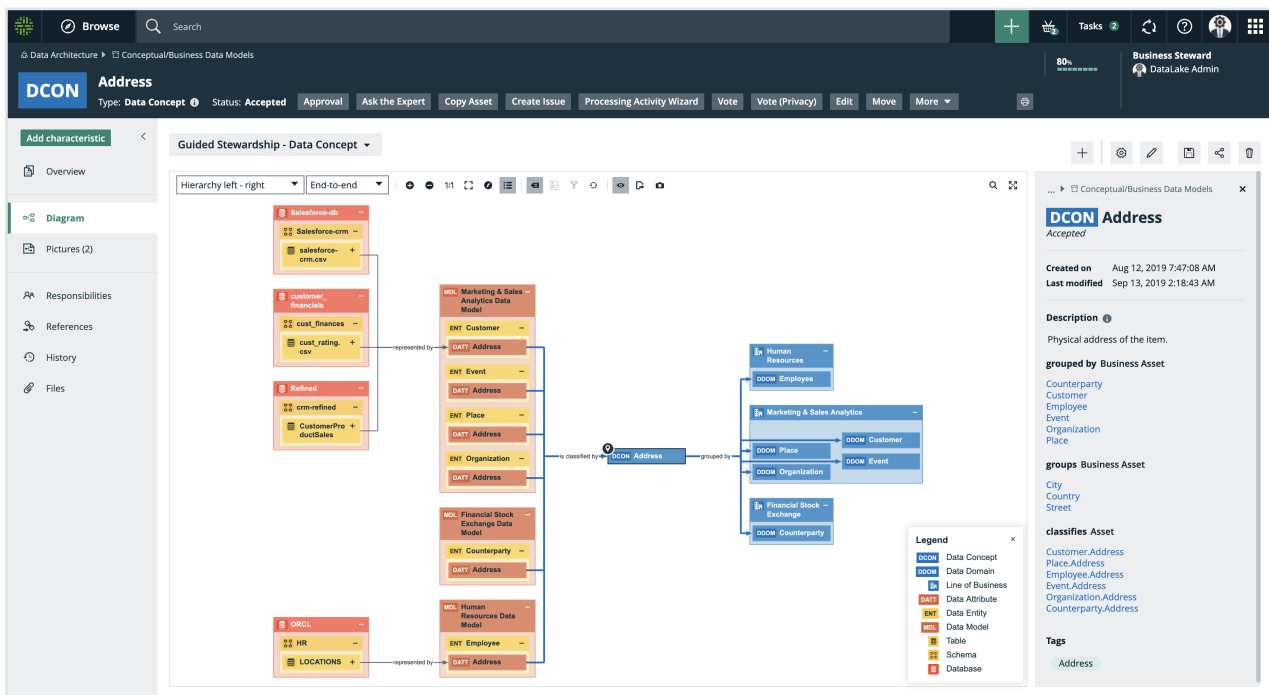 Browse
Search
Tasks 2
2
Data Architecture
Conceptual/Business Data Models
DCON
Address
Type: Data Concept
Status: Accepted
Approval
Ask the Expert
Copy Asset
Create Issue
Processing Activity Wizard
Vote
Vote (Privacy)
Edit
Move
More
80%
Business Steward
DataLake Admin
Add characteristic
Overview
Diagram
Pictures (2)
Responsibilities
References
History
Files
Guided Stewardship - Data Concept
Hierarchy left - right
End-to-end
1:1
Salesforce-db
Salesforce-crm
salesforce-
crm.csv
customer_
financials
cust_finances
cust_rating.
csv
Refined
crm-refined
CustomerPro
ductSales
ORCL
HR
LOCATIONS
represented by
represented by
MDL Marketing & Sales
Analytics Data
Model
ENT Customer
DATT Address
ENT Event
DATT Address
ENT Place
DATT Address
ENT Organization
DATT Address
MDL Financial Stock
Exchange Data
Model
ENT Counterparty
DATT Address
MDL Human
Resources Data
Model
ENT Employee
DATT Address
is classified by
DCON Address
grouped by
Human
Resources
DDOM Employee
Marketing & Sales Analytics
DDOM Customer
DDOM Place
DDOM Event
DDOM Organization
Financial Stock
Exchange
DDOM Counterparty
Legend
DCON Data Concept
DDOM Data Domain
Line of Business
DATT Data Attribute
ENT Data Entity
MDL Data Model
Table
Schema
Database
... Conceptual/Business Data Models
DCON Address
Accepted
Created on Aug 12, 2019 7:47:08 AM
Last modified Sep 13, 2019 2:18:43 AM
Description
Physical address of the item.
grouped by Business Asset
Counterparty
Customer
Employee
Event
Organization
Place
groups Business Asset
City
Country
Street
classifies Asset
Customer.Address
Place.Address
Employee.Address
Event.Address
Organization.Address
Counterparty.Address
Tags
Address